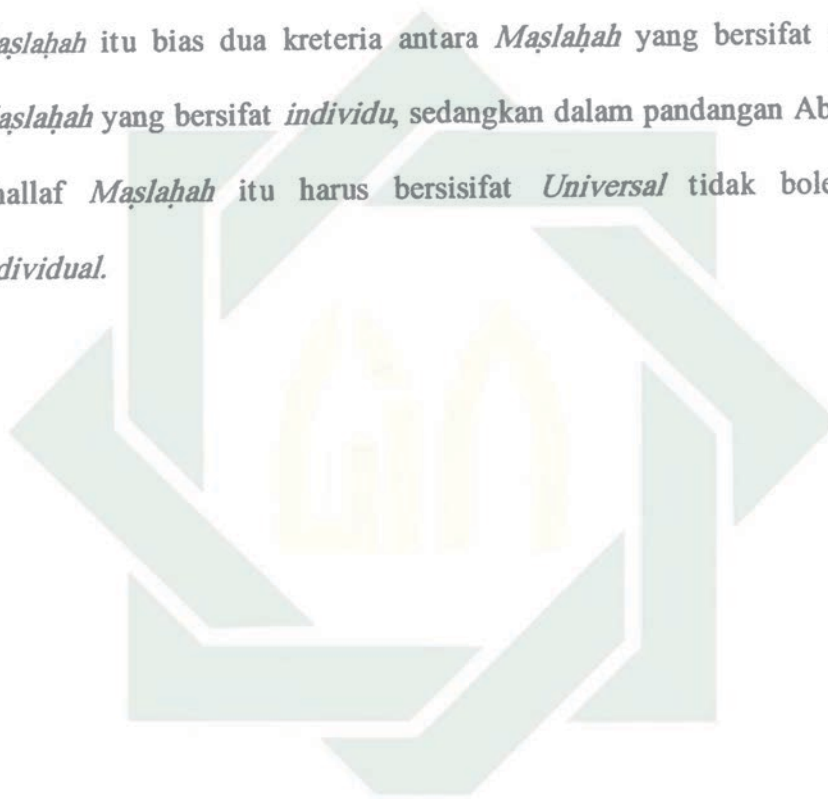 aṣlaḥah itu bias dua kreteria antara Maṣlaḥah yang bersifat
aṣlaḥah yang bersifat individu, sedangkan dalam pandangan Ab
hallaf Maṣlaḥah itu harus bersisifat Universal tidak bole
dividual.